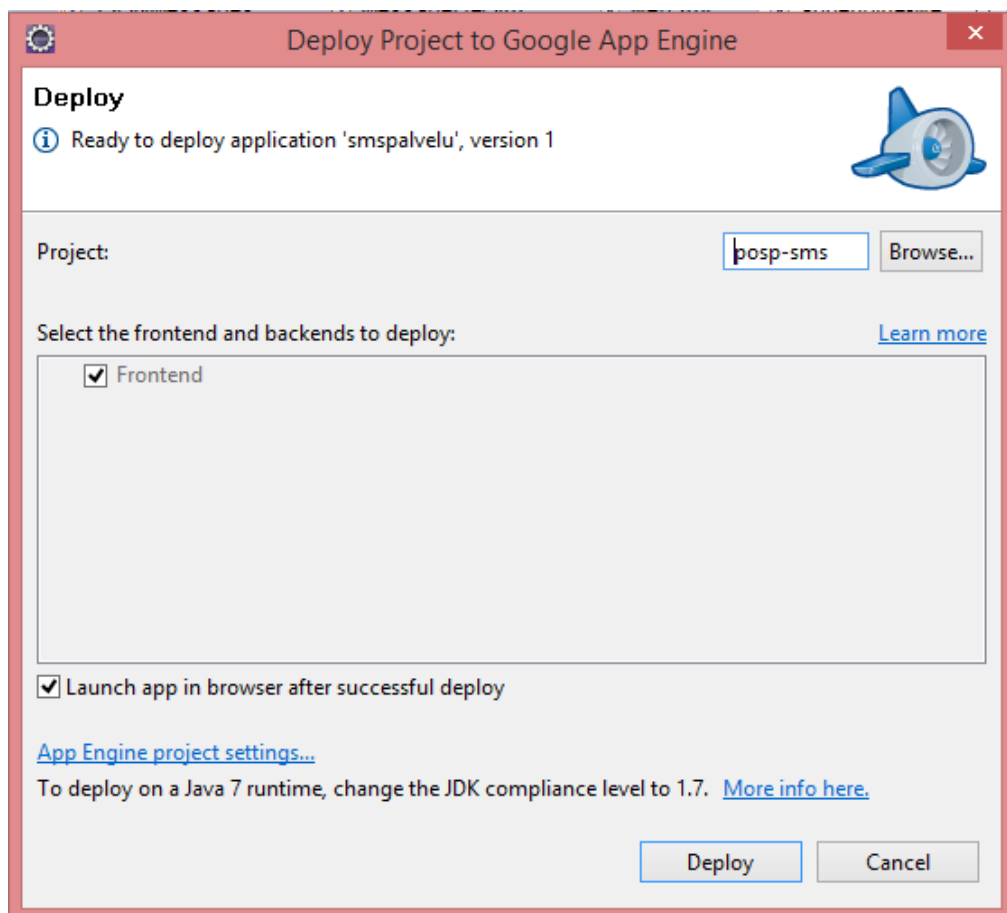 Deploy Project to Google App Engine
Deploy
Ready to deploy application 'smspalvelu', version 1
Project: posp-sms Browse...
Select the frontend and backends to deploy: Learn more
Frontend
Launch app in browser after successful deploy
App Engine project settings...
To deploy on a Java 7 runtime, change the JDK compliance level to 1.7. More info here.
Deploy Cancel